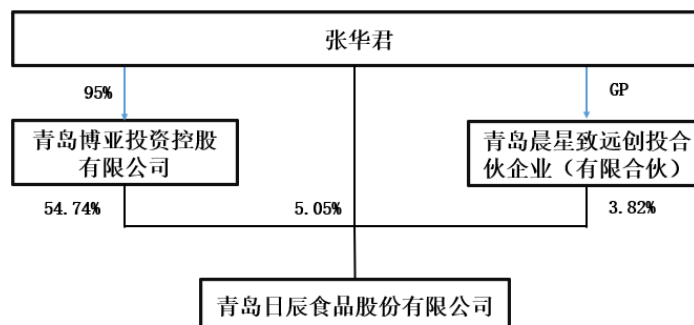 张华君
95%
GP
青岛博亚投资控股
有限公司
青岛晨星致远创投合
伙企业（有限合伙）
54.74%
5.05%
3.82%
青岛日辰食品股份有限公司